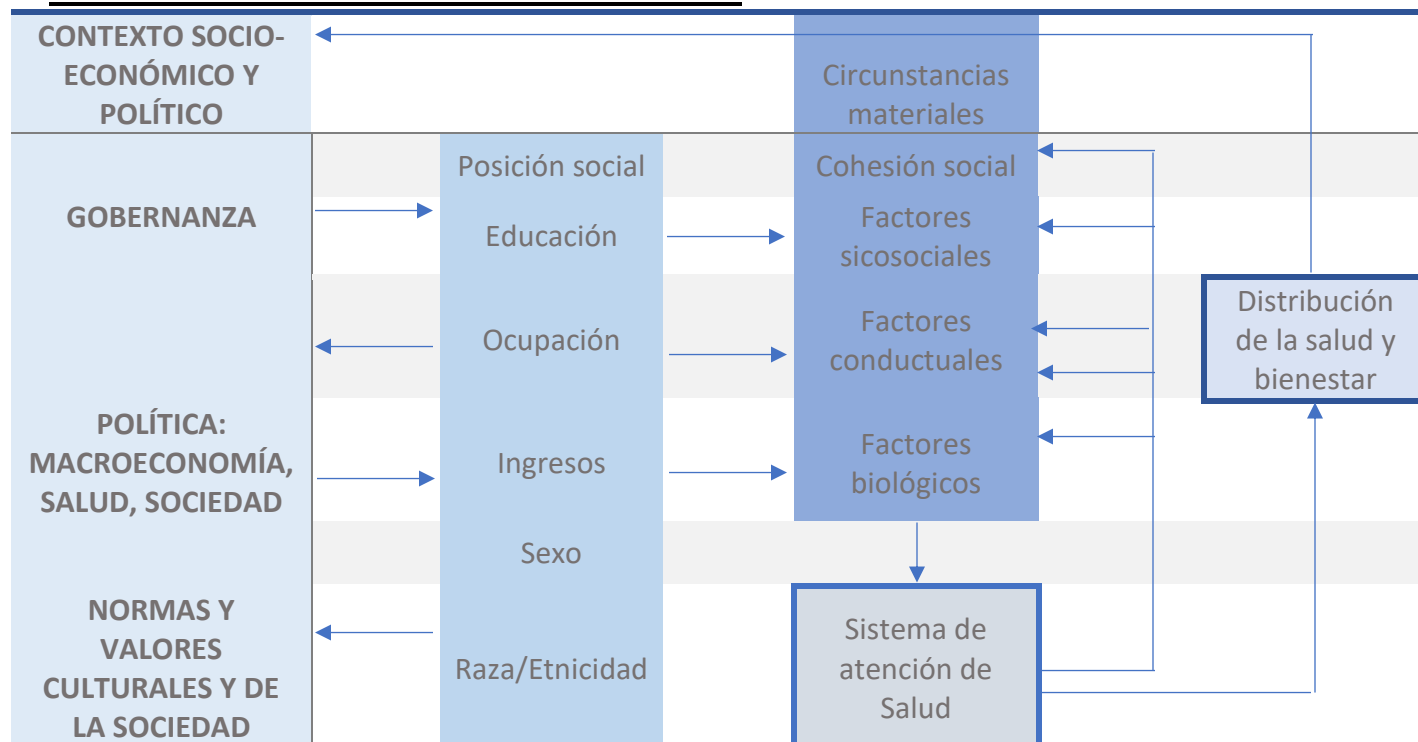 CONTEXTO SOCIO-
ECONÓMICO Y
POLÍTICO
GOBERNANZA
POLÍTICA:
MACROECONOMÍA,
SALUD, SOCIEDAD
NORMAS Y
VALORES
CULTURALES Y DE
LA SOCIEDAD
Posición social
Educación
Ocupación
Ingresos
Sexo
Raza/Etnicidad
Circunstancias
materiales
Cohesión social
Factores
sicosociales
Factores
conductuales
Factores
biológicos
Sistema de
atención de
Salud
Distribución
de la salud y
bienestar